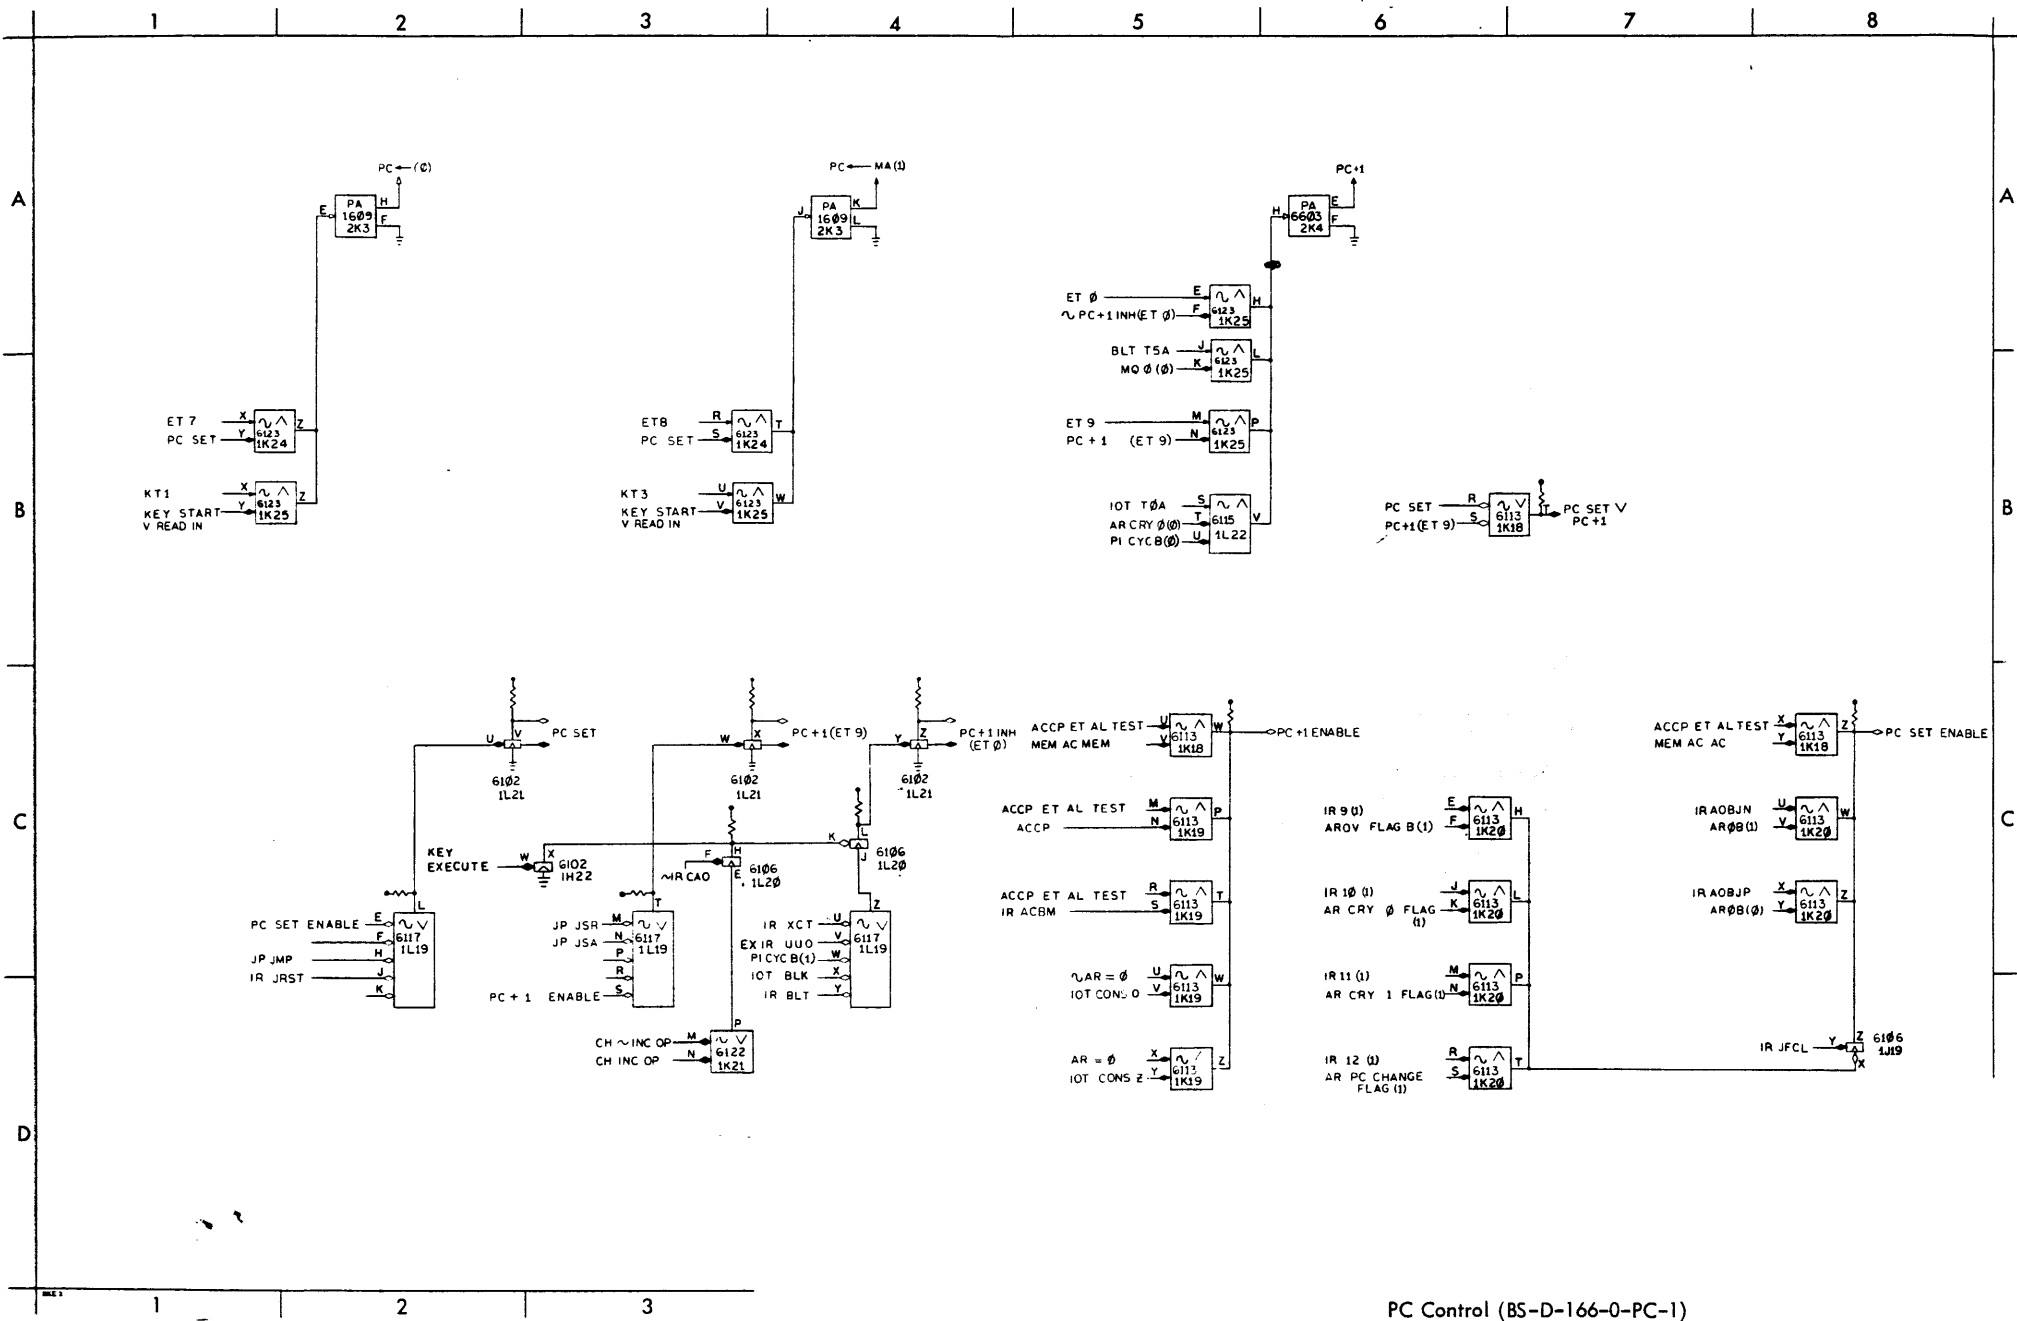 1 2 3 4 5 6 7 8
A A
B B
C C
D
PC ← (0)
E PA H
1609 F
2K3
ET 7 X ∿ ∧ Z
PC SET Y 6123
1K24
KT1 X ∿ ∧ Z
KEY START Y 6123
V READ IN 1K25
PC ← MA(1)
J PA K
1609 L
2K3
ET8 R ∿ ∧ T
PC SET S 6123
1K24
KT3 U ∿ ∧ W
KEY START V 6123
V READ IN 1K25
PC+1
H PA E
6603 F
2K4
ET Ø E ∿ ∧ H
∿ PC+1 INH(ET Ø) F 6123
1K25
BLT T5A J ∿ ∧ L
MQ Ø (Ø) K 6123
1K25
ET 9 M ∿ ∧ P
PC + 1 (ET 9) N 6123
1K25
IOT TØA S ∿ ∧
AR CRY Ø(Ø) T 6115 V
PI CYC B(Ø) U 1L22
PC SET R ∿ V
PC+1(ET 9) S 6113 T PC SET V
1K18 PC+1
U V PC SET
6102
1L21
W X PC+1(ET 9)
6102
1L21
Y Z PC+1 INH
(ET Ø)
6102
1L21
KEY
EXECUTE W X 6102
1H22
F H
∿IR CAO E 6106
1L20
K L
J 6106
1L2Ø
L
PC SET ENABLE E ∿ V
F 6117
JP JMP H 1L19
IR JRST J
K
T
JP JSR M ∿ V
JP JSA N 6117
P 1L19
R
PC + 1 ENABLE S
Z
IR XCT U ∿ V
EX IR UUO V 6117
PI CYC B(1) W 1L19
IOT BLK X
IR BLT Y
P
CH ∿ INC OP M ∿ V
CH INC OP N 6122
1K21
ACCP ET AL TEST U ∿ ∧ W PC +1 ENABLE
MEM AC MEM V 6113
1K18
ACCP ET AL TEST M ∿ ∧ P
ACCP N 6113
1K19
ACCP ET AL TEST R ∿ ∧ T
IR ACBM S 6113
1K19
∿AR = Ø U ∿ ∧ W
IOT CONS O V 6113
1K19
AR = Ø X ∿ Z
IOT CONS Z Y 6113
1K19
IR 9 (1) E ∿ ∧ H
AROV FLAG B(1) F 6113
1K20
IR 1Ø (1) J ∿ ∧ L
AR CRY Ø FLAG K 6113
(1) 1K2Ø
IR 11 (1) M ∿ ∧ P
AR CRY 1 FLAG(1) N 6113
1K2Ø
IR 12 (1) R ∿ ∧ T
AR PC CHANGE S 6113
FLAG (1) 1K2Ø
ACCP ET AL TEST X ∿ ∧ Z PC SET ENABLE
MEM AC AC Y 6113
1K18
IR AOBJN U ∿ ∧ W
ARØB(1) V 6113
1K2Ø
IR AOBJP X ∿ ∧ Z
ARØB(Ø) Y 6113
1K2Ø
IR JFCL Y Z 61Ø6
X 1J19
1 2 3
PC Control (BS-D-166-0-PC-1)